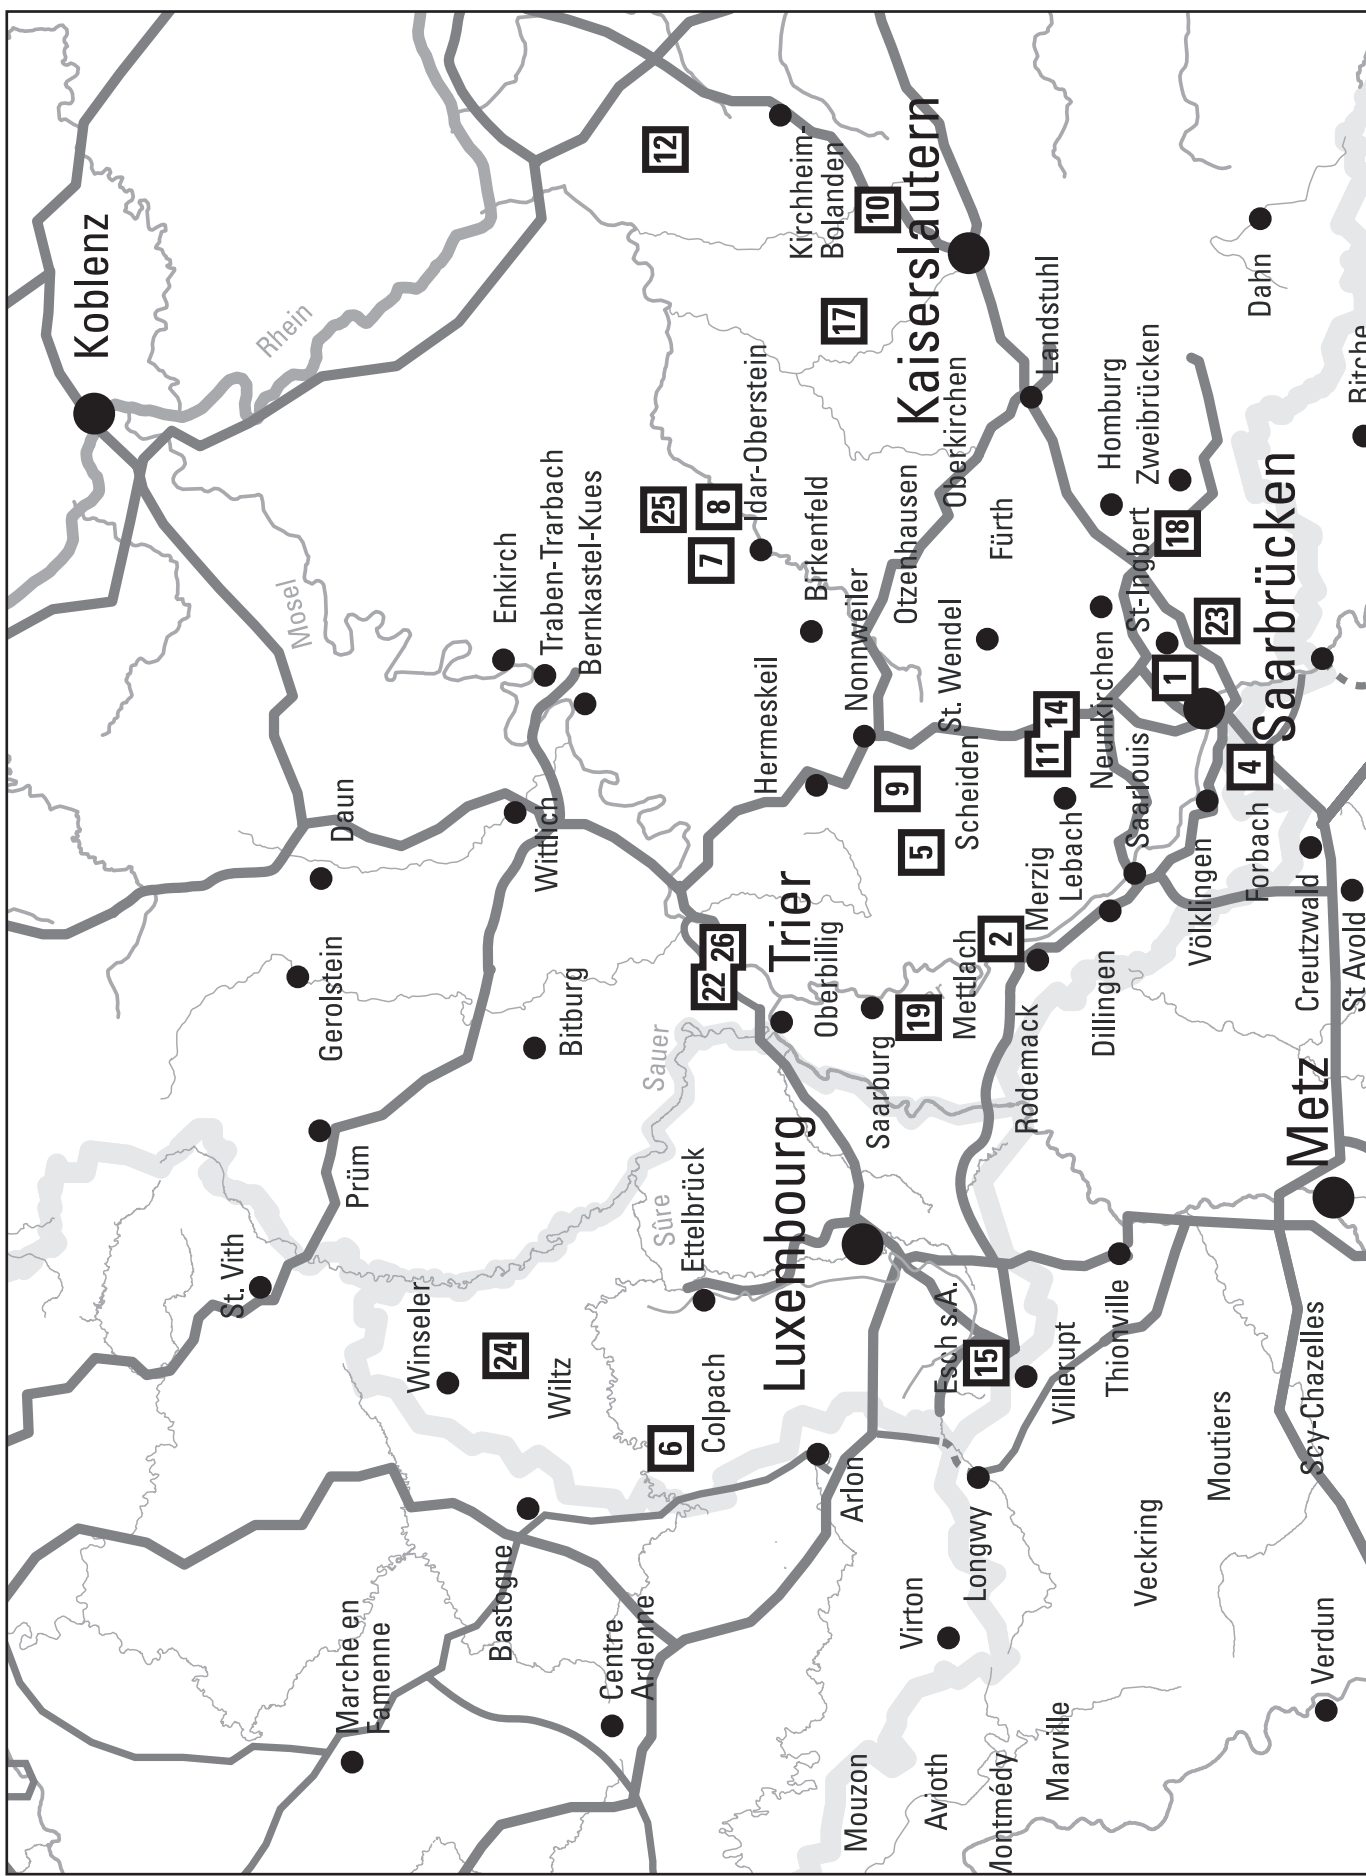 Koblenz
Rhein
Mosel
12
Kirchheim-
Bolanden
10
Kaiserslautern
17
Landstuhl
Dahn
Enkirch
Traben-Trarbach
Bernkastel-Kues
25
8
7
Idar-Oberstein
Birkenfeld
Oberkirchen
Otzenhausen
Fürth
Homburg
Zweibrücken
18
St-Ingbert
23
Saarbrücken
Bitche
Daun
Wittlich
Hermeskeil
Nonnweiler
St. Wendel
9
5
Scheiden
14
11
Neunkirchen
1
4
Saarlouis
Lebach
Merzig
Völklingen
Forbach
Creutzwald
St Avold
Gerolstein
Bitburg
Trier
26
22
Oberbillig
2
Mettlach
19
Saarburg
Dillingen
Rodemack
Sauer
Sûre
Prüm
St. Vith
Ettelbrück
Luxembourg
Metz
Winseler
24
Wiltz
6
Colpach
Esch s.A.
15
Villerupt
Thionville
Arlon
Longwy
Moutiers
Scy-Chazelles
Veckring
Bastogne
Marche en
Famenne
Centre
Ardenne
Virton
Verdun
Mouzon
Avioth
Montmédy
Marville